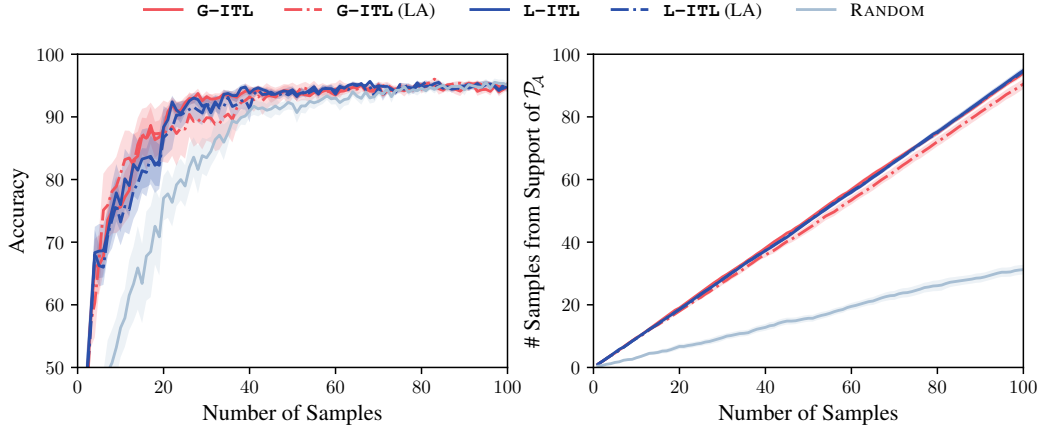 G-ITL G-ITL (LA) L-ITL L-ITL (LA) RANDOM
100
90
80
70
60
50
0 20 40 60 80 100
Accuracy
Number of Samples
100
80
60
40
20
0
0 20 40 60 80 100
# Samples from Support of 𝒫_𝒜
Number of Samples